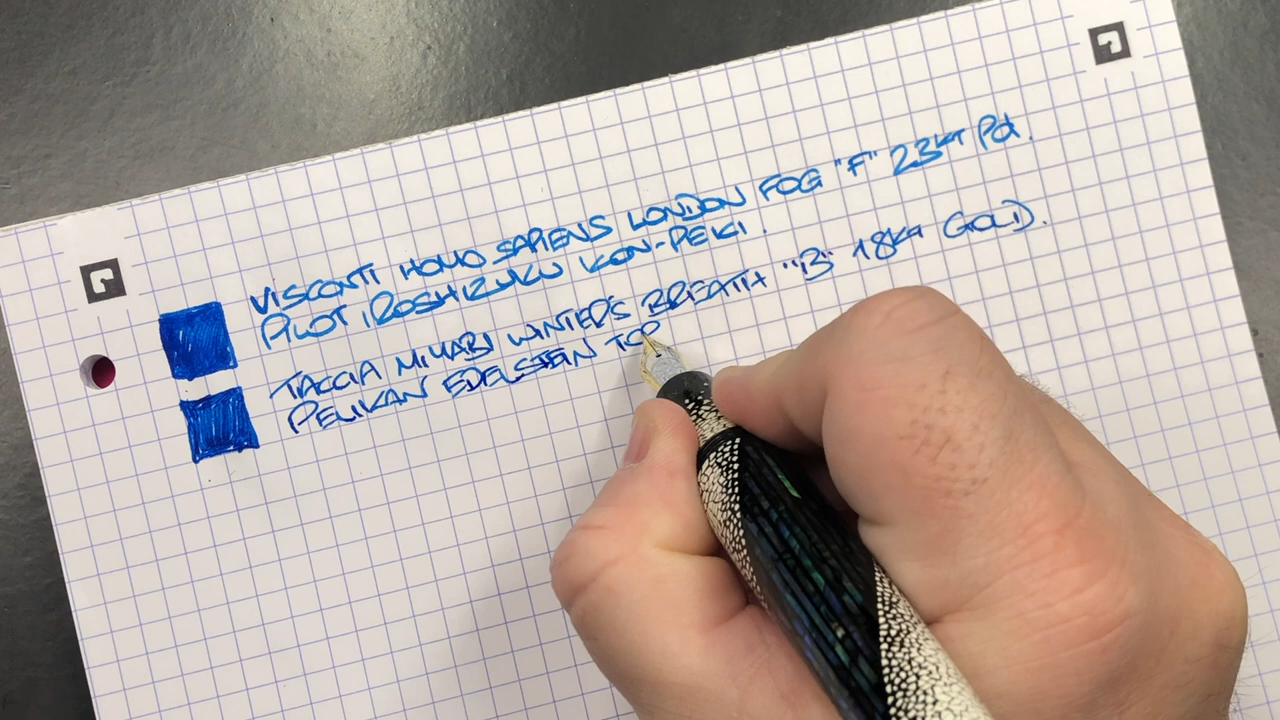 VISCONTI HOMO SAPIENS LONDON FOG "F" 23Kt Pd.
PILOT IROSHIZUKU KON-PEKI.
TACCIA MIYABI WINTER'S BREATH "B" 18Kt GOLD.
PELIKAN EDELSTEIN TOP